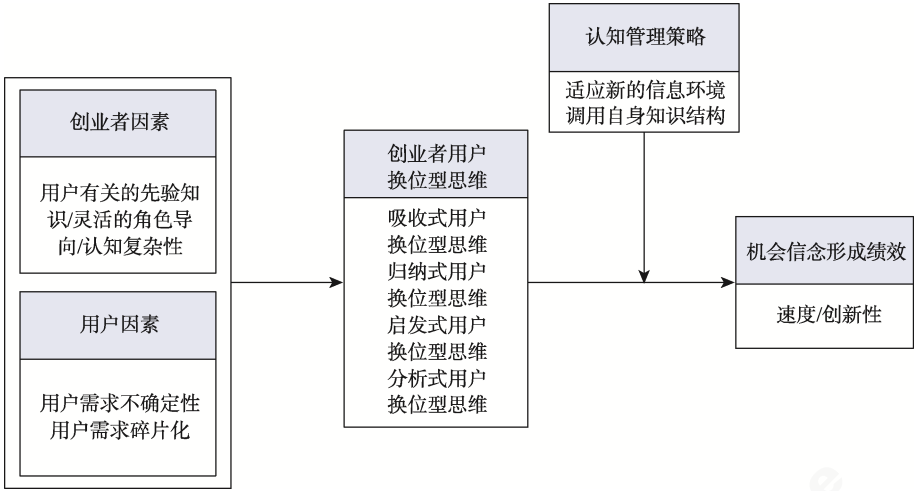 创业者因素
用户有关的先验知
识/灵活的角色导
向/认知复杂性
用户因素
用户需求不确定性
用户需求碎片化
创业者用户
换位型思维
吸收式用户
换位型思维
归纳式用户
换位型思维
启发式用户
换位型思维
分析式用户
换位型思维
认知管理策略
适应新的信息环境
调用自身知识结构
机会信念形成绩效
速度/创新性